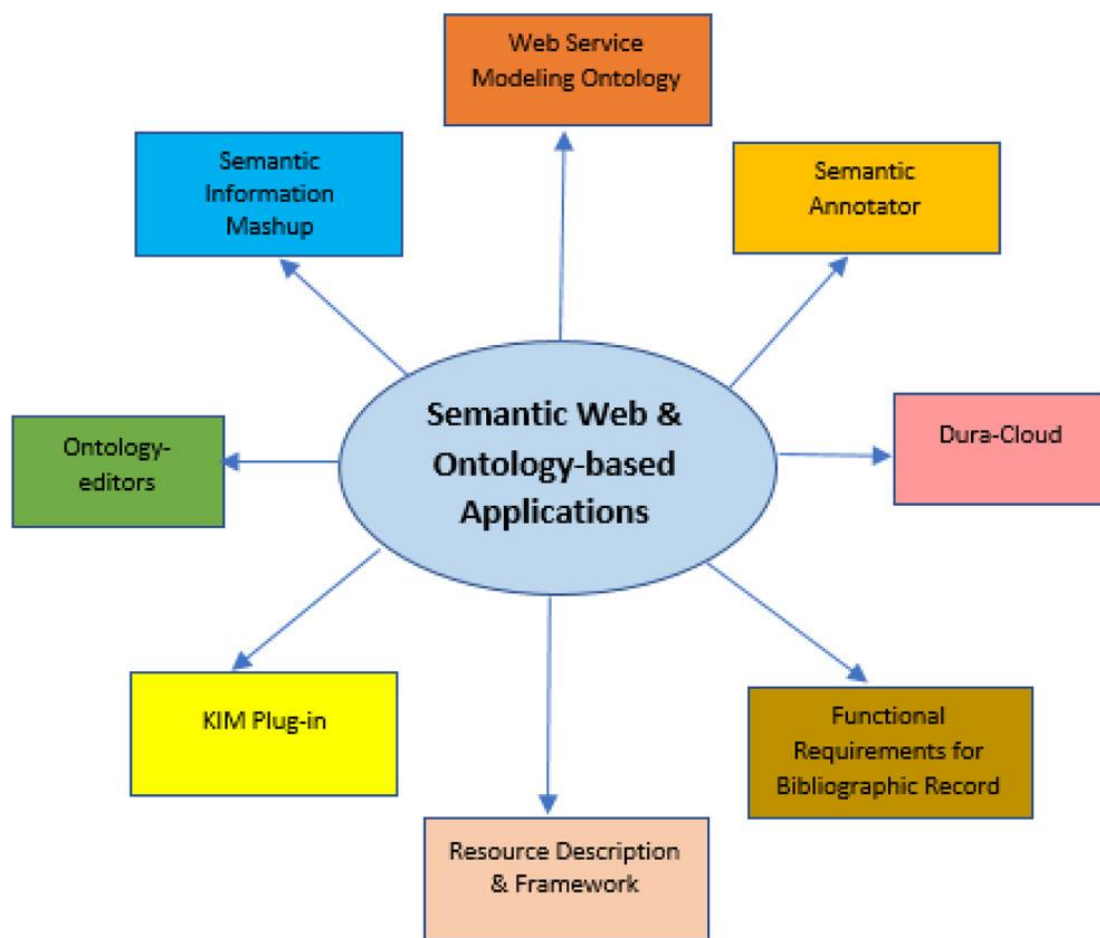 Web Service
Modeling Ontology
Semantic
Information
Mashup
Semantic
Annotator
Semantic Web &
Ontology-based
Applications
Ontology-
editors
Dura-Cloud
KIM Plug-in
Functional
Requirements for
Bibliographic Record
Resource Description
& Framework